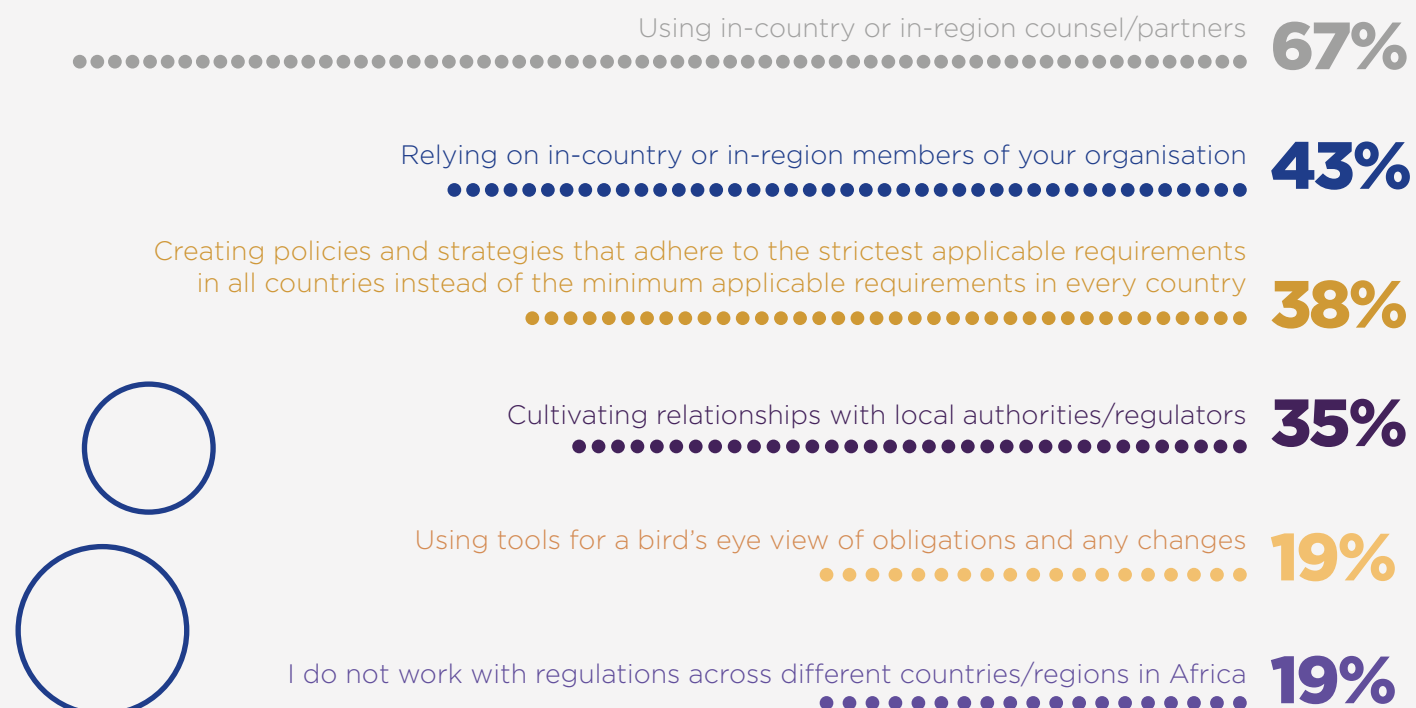 Using in-country or in-region counsel/partners 67%
Relying on in-country or in-region members of your organisation 43%
Creating policies and strategies that adhere to the strictest applicable requirements
in all countries instead of the minimum applicable requirements in every country 38%
Cultivating relationships with local authorities/regulators 35%
Using tools for a bird’s eye view of obligations and any changes 19%
I do not work with regulations across different countries/regions in Africa 19%